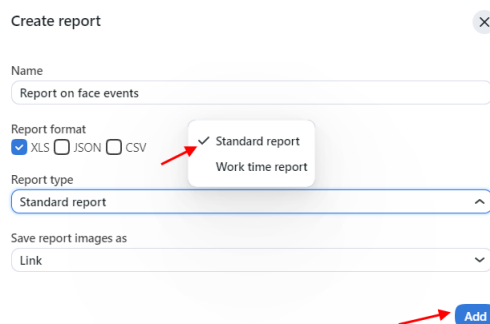 Create report
Name
Report on face events
Report format
XLS JSON CSV
Standard report
Work time report
Report type
Standard report
Save report images as
Link
Add